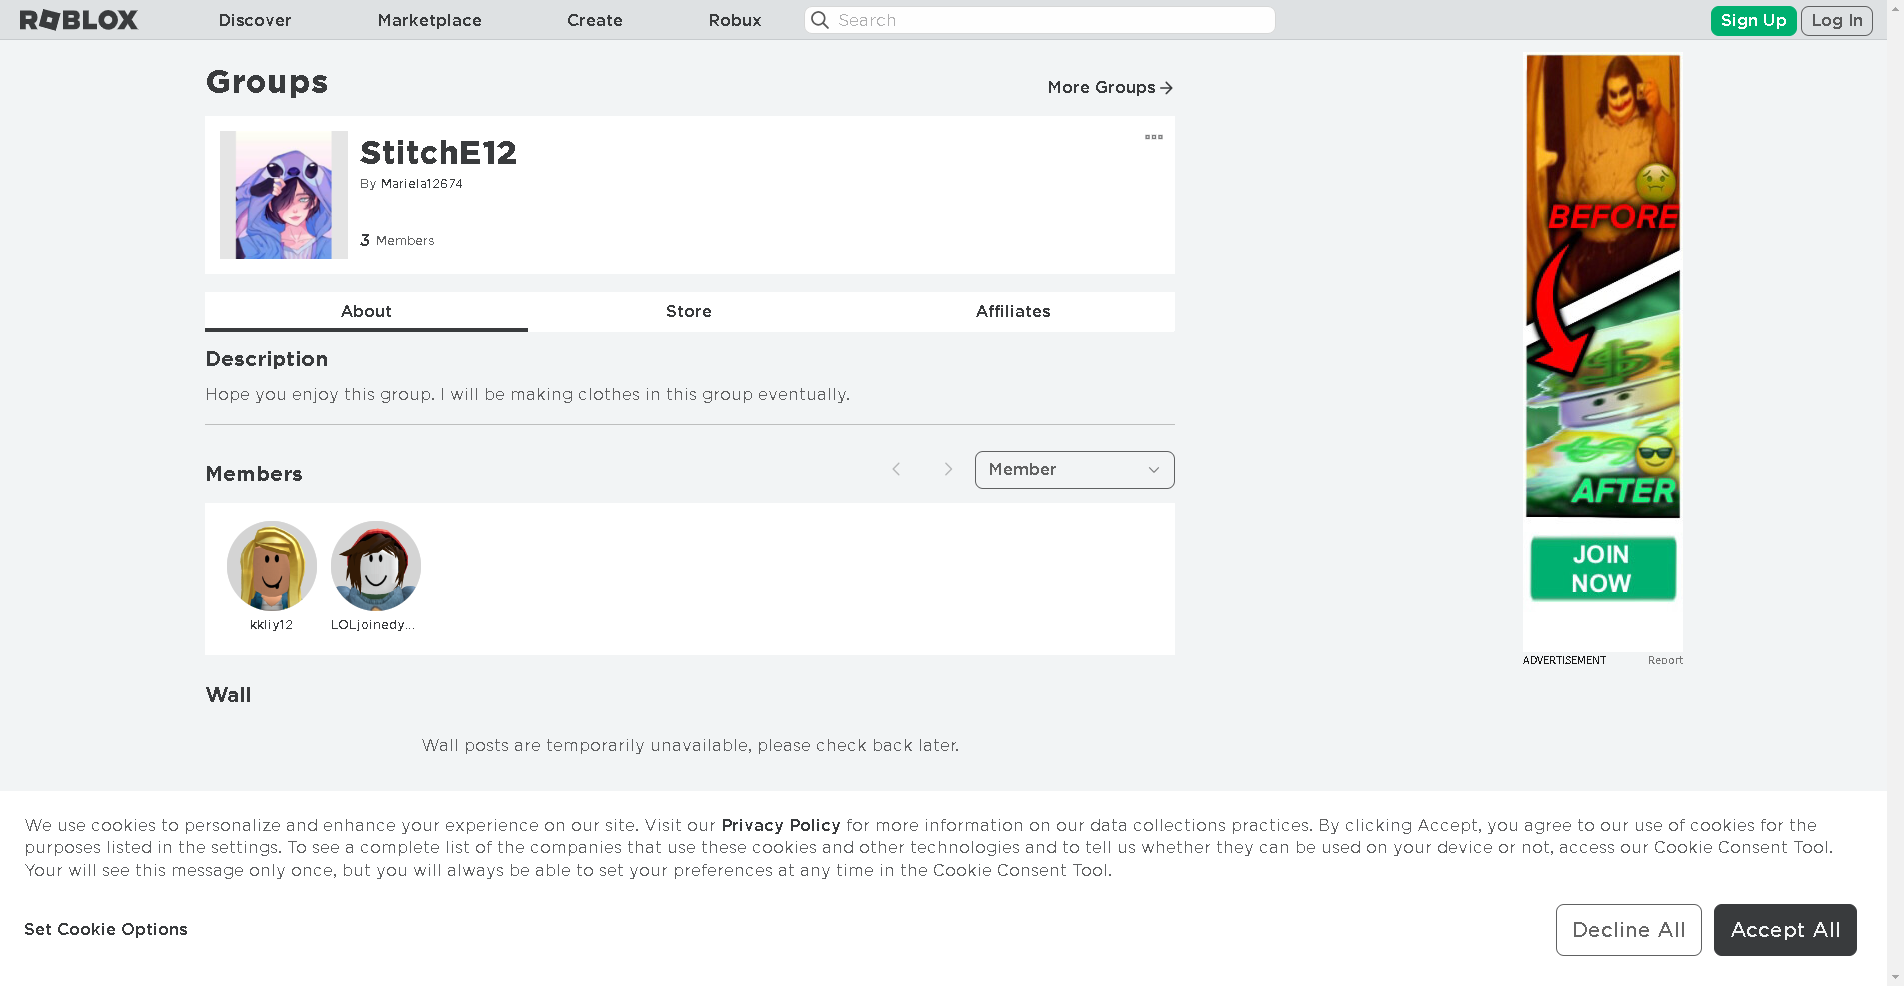 ROBLOX
Discover
Marketplace
Create
Robux
Search
Sign Up
Log In
Groups
More Groups
StitchE12
By Mariela12674
3 Members
About
Store
Affiliates
Description
Hope you enjoy this group. I will be making clothes in this group eventually.
Members
Member
kkliy12
LOLjoinedy...
Wall
Wall posts are temporarily unavailable, please check back later.
BEFORE
AFTER
JOIN
NOW
ADVERTISEMENT
Report
We use cookies to personalize and enhance your experience on our site. Visit our Privacy Policy for more information on our data collections practices. By clicking Accept, you agree to our use of cookies for the
purposes listed in the settings. To see a complete list of the companies that use these cookies and other technologies and to tell us whether they can be used on your device or not, access our Cookie Consent Tool.
Your will see this message only once, but you will always be able to set your preferences at any time in the Cookie Consent Tool.
Set Cookie Options
Decline All
Accept All